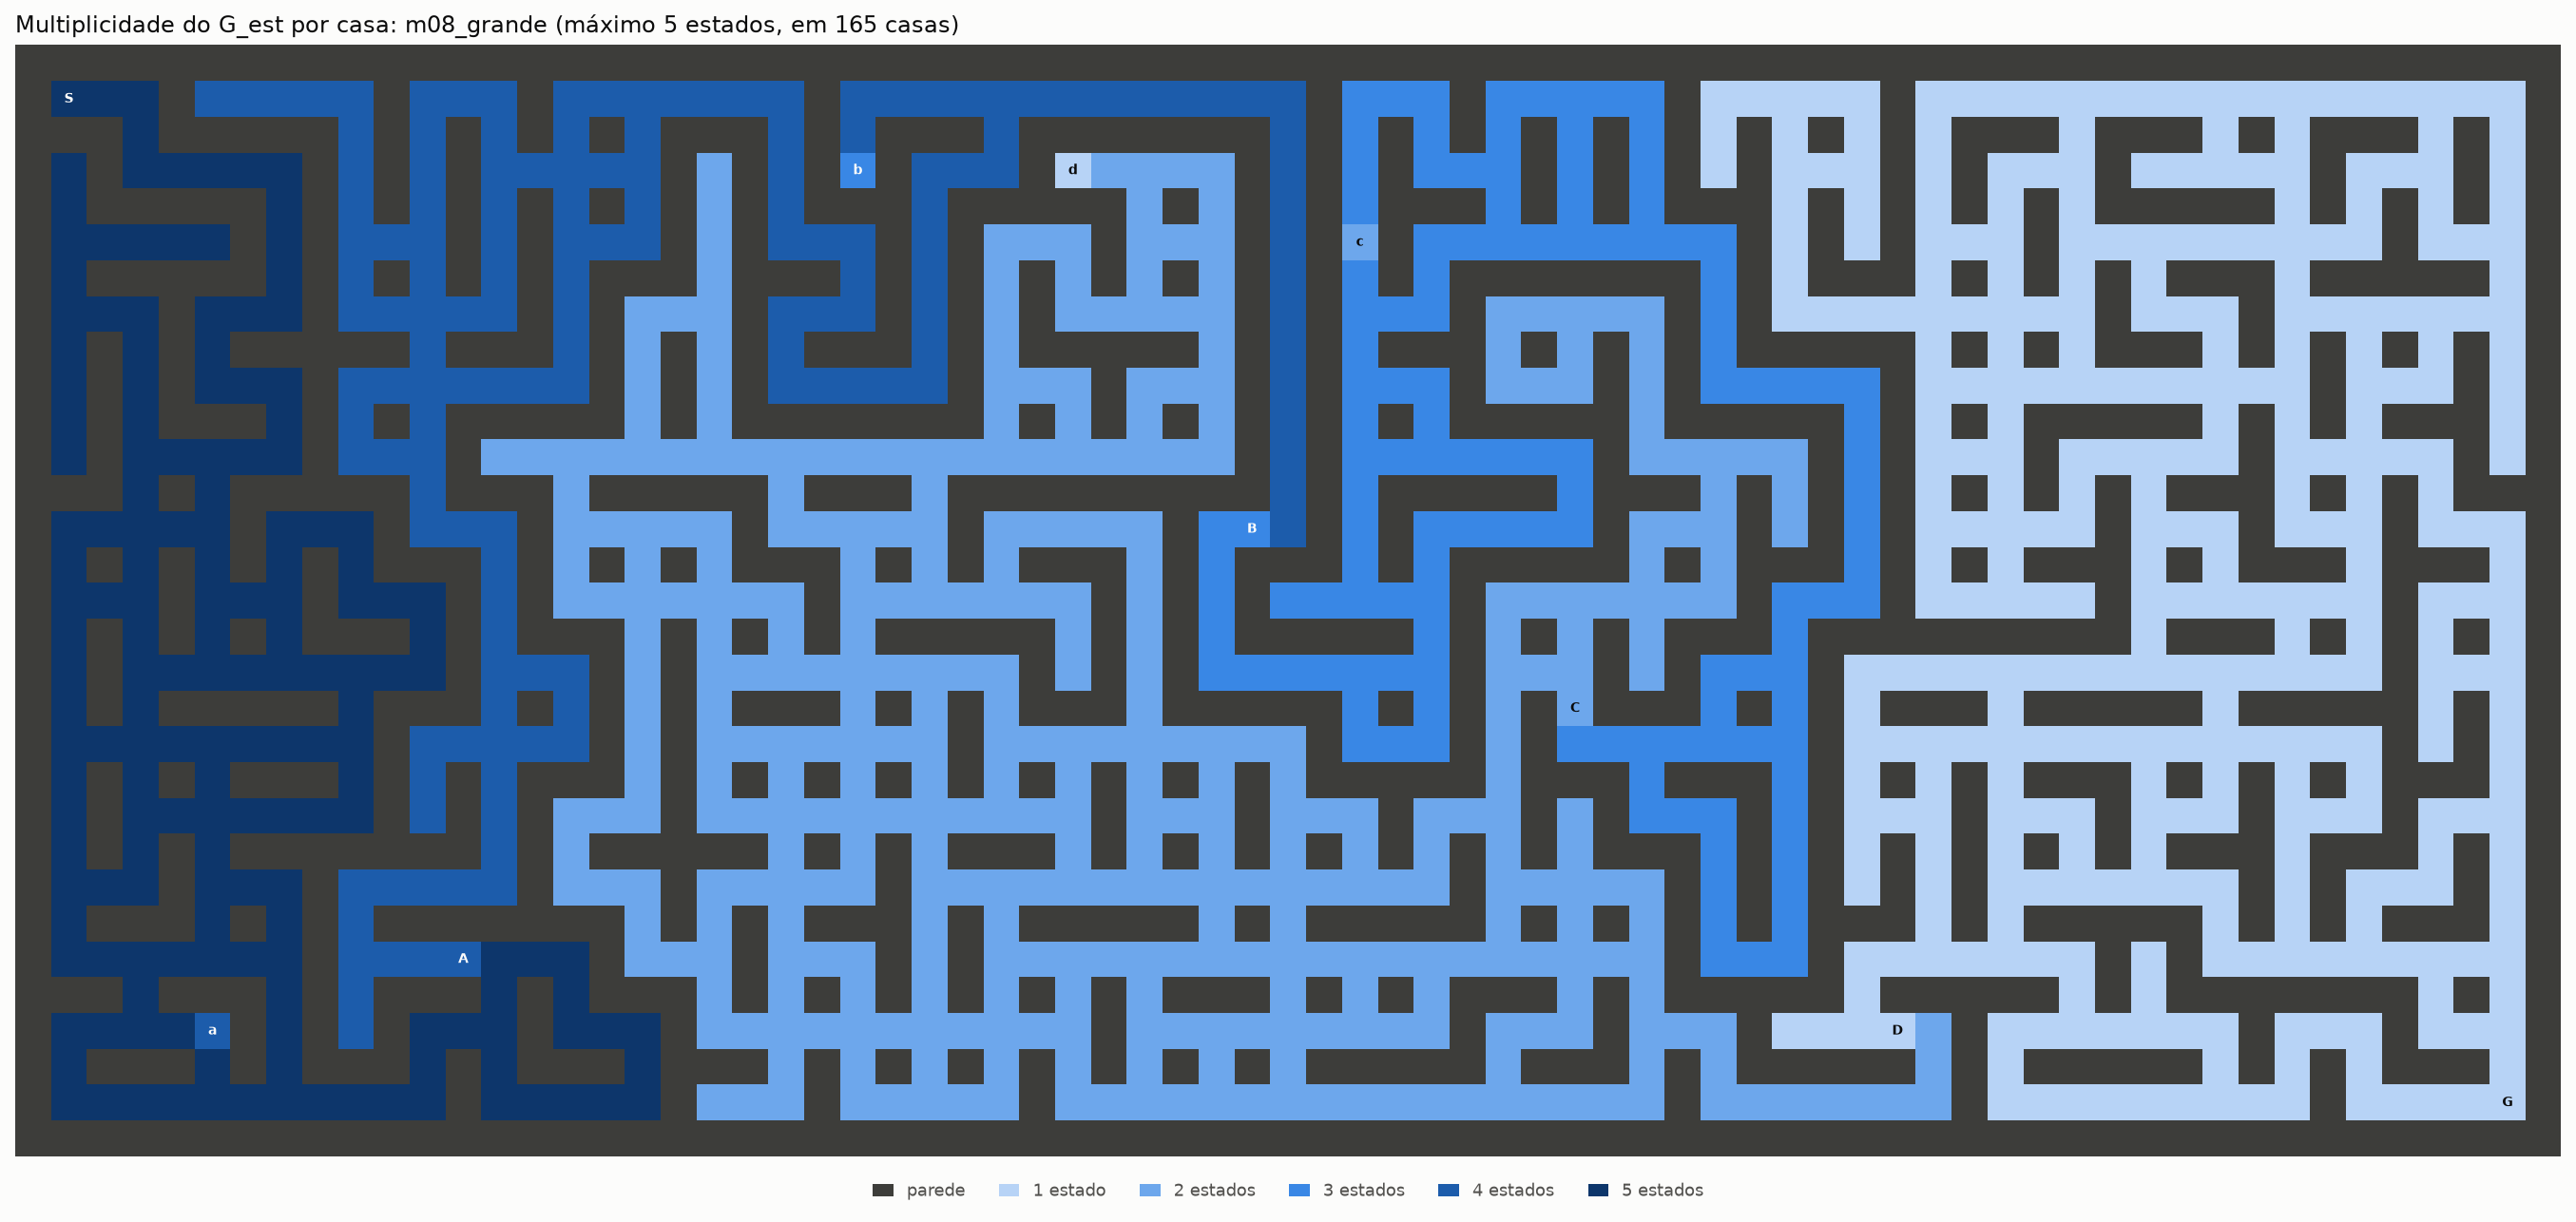 Multiplicidade do G_est por casa: m08_grande (máximo 5 estados, em 165 casas)
S
b d
c
B
C
A
a D
G
parede 1 estado 2 estados 3 estados 4 estados 5 estados